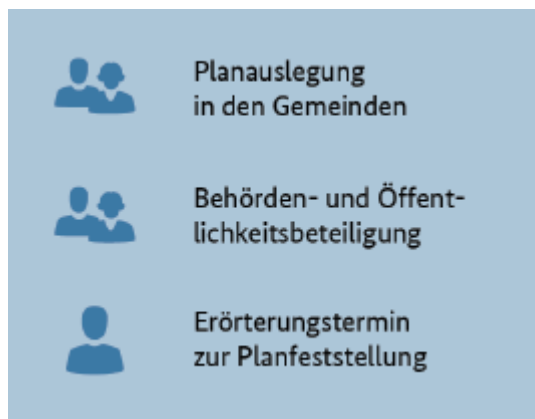 Planauslegung
in den Gemeinden
Behörden- und Öffent-
lichkeitsbeteiligung
Erörterungstermin
zur Planfeststellung